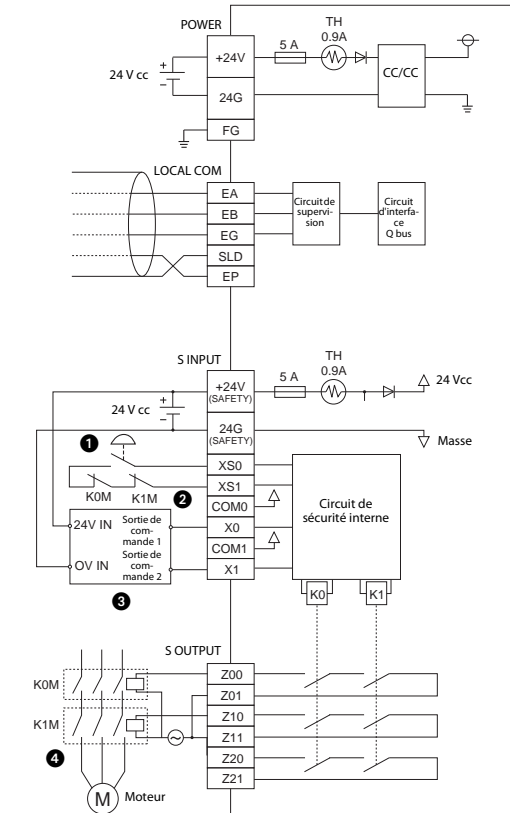 POWER
TH
0.9A
5 A
+24V
24 V cc
+
−
CC/CC
24G
FG
LOCAL COM
EA
EB
EG
SLD
EP
Circuit de
supervi-
sion
Circuit
d'interfa-
ce
Q bus
S INPUT
TH
0.9A
5 A
+24V
(SAFETY)
24 Vcc
24 V cc
+
−
24G
(SAFETY)
Masse
1
XS0
XS1
K0M
K1M
2
COM0
X0
COM1
X1
24V IN
Sortie de
com-
mande 1
Sortie de
com-
mande 2
OV IN
3
Circuit de
sécurité interne
K0
K1
S OUTPUT
Z00
Z01
Z10
Z11
Z20
Z21
K0M
K1M
4
M
Moteur